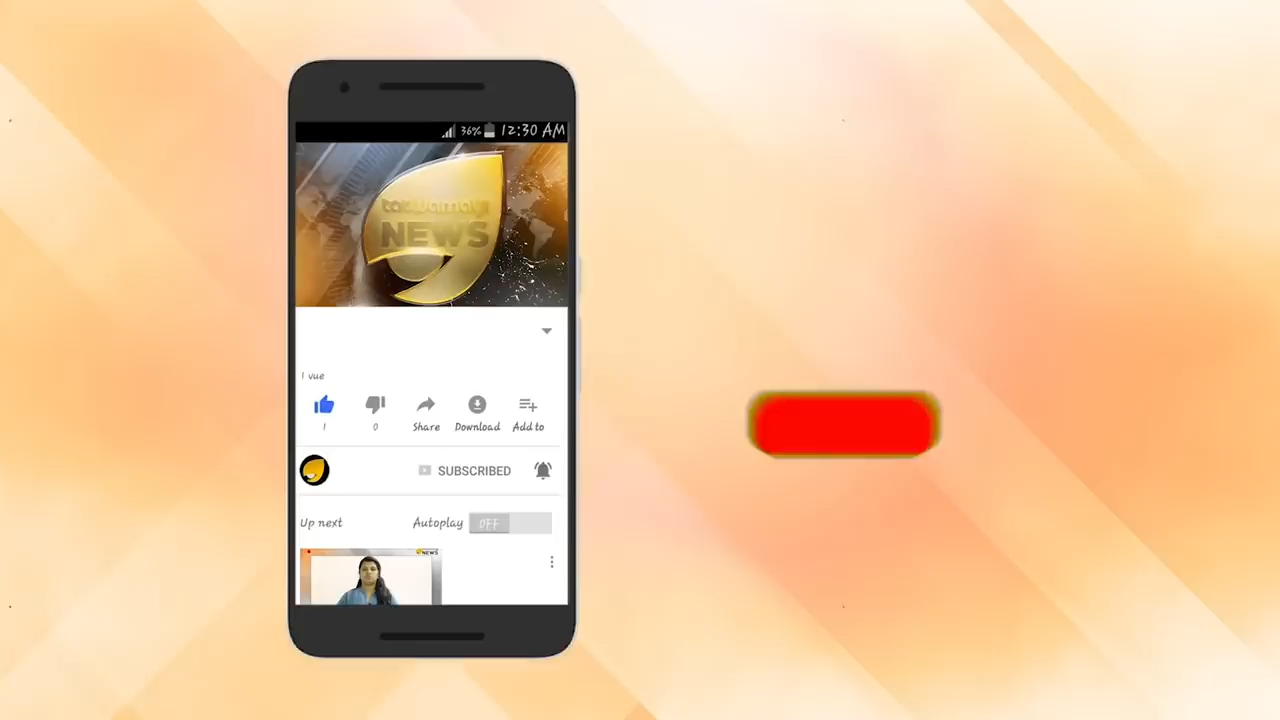 36% 12:30 AM
tatwamayi
NEWS
1 vue
1 0 Share Download Add to
SUBSCRIBED
Up next Autoplay OFF
NEWS